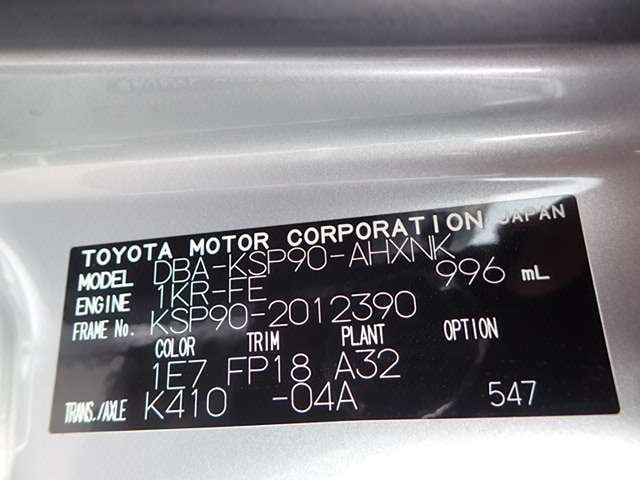 TOYOTA MOTOR CORPORATION JAPAN
MODEL DBA-KSP90-AHXNK
ENGINE 1KR-FE 996 mL
FRAME No. KSP90-2012390
COLOR TRIM PLANT OPTION
1E7 FP18 A32
TRANS./AXLE K410 -04A 547